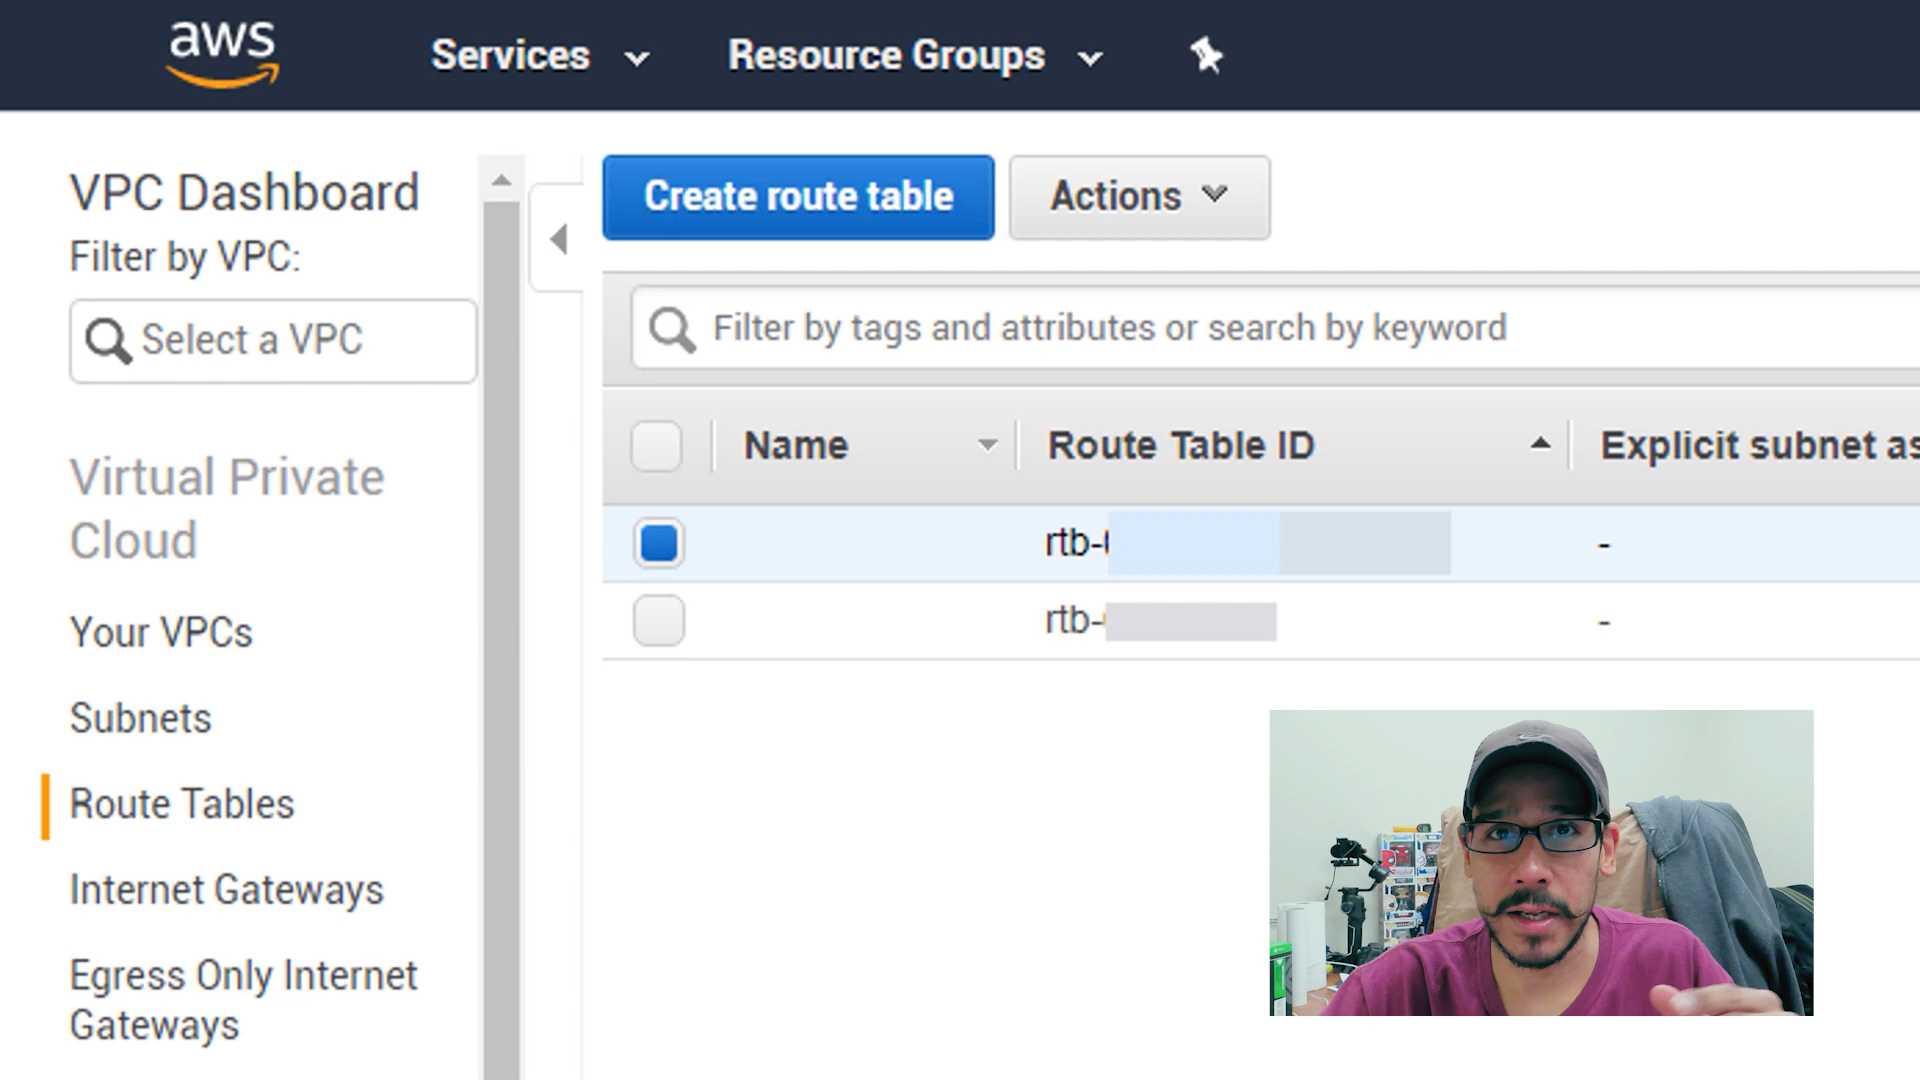 aws
Services
Resource Groups
VPC Dashboard
Filter by VPC:
Select a VPC
Virtual Private
Cloud
Your VPCs
Subnets
Route Tables
Internet Gateways
Egress Only Internet
Gateways
Create route table
Actions
Filter by tags and attributes or search by keyword
Name
Route Table ID
Explicit subnet as
rtb-
-
rtb-
-